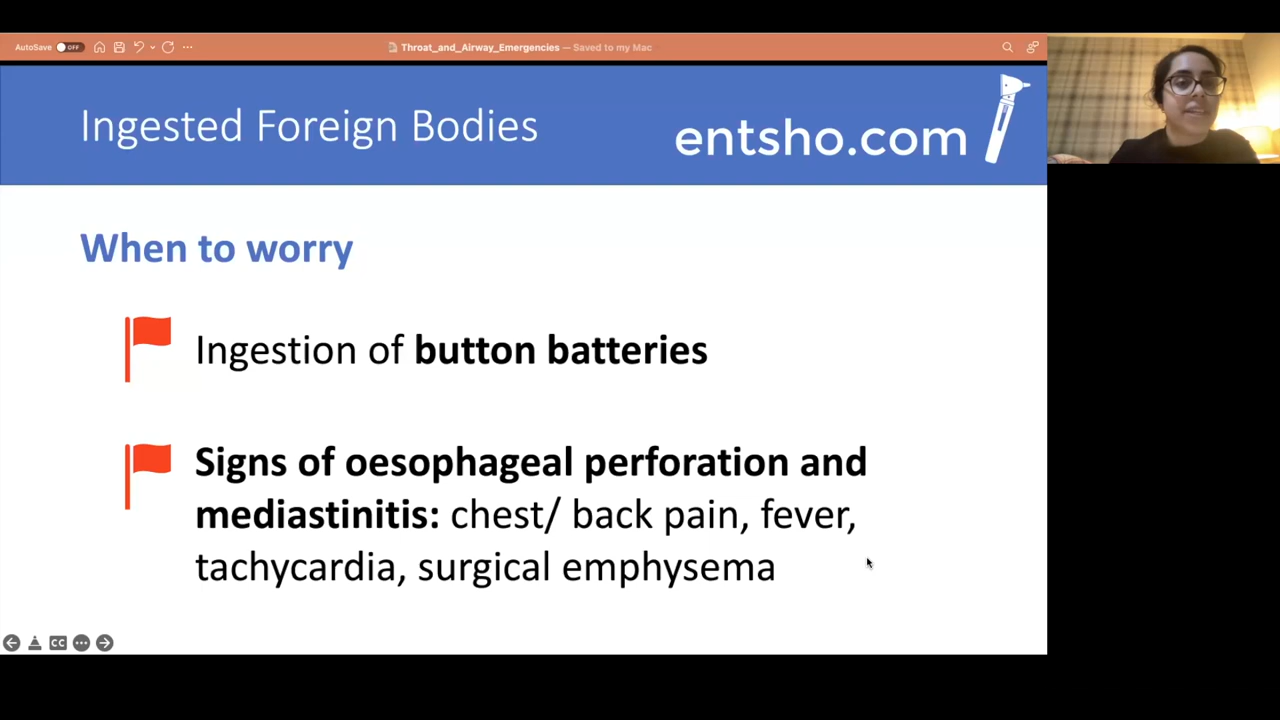 AutoSave OFF
Throat_and_Airway_Emergencies — Saved to my Mac
Ingested Foreign Bodies
entsho.com
When to worry
Ingestion of button batteries
Signs of oesophageal perforation and
mediastinitis: chest/ back pain, fever,
tachycardia, surgical emphysema
CC